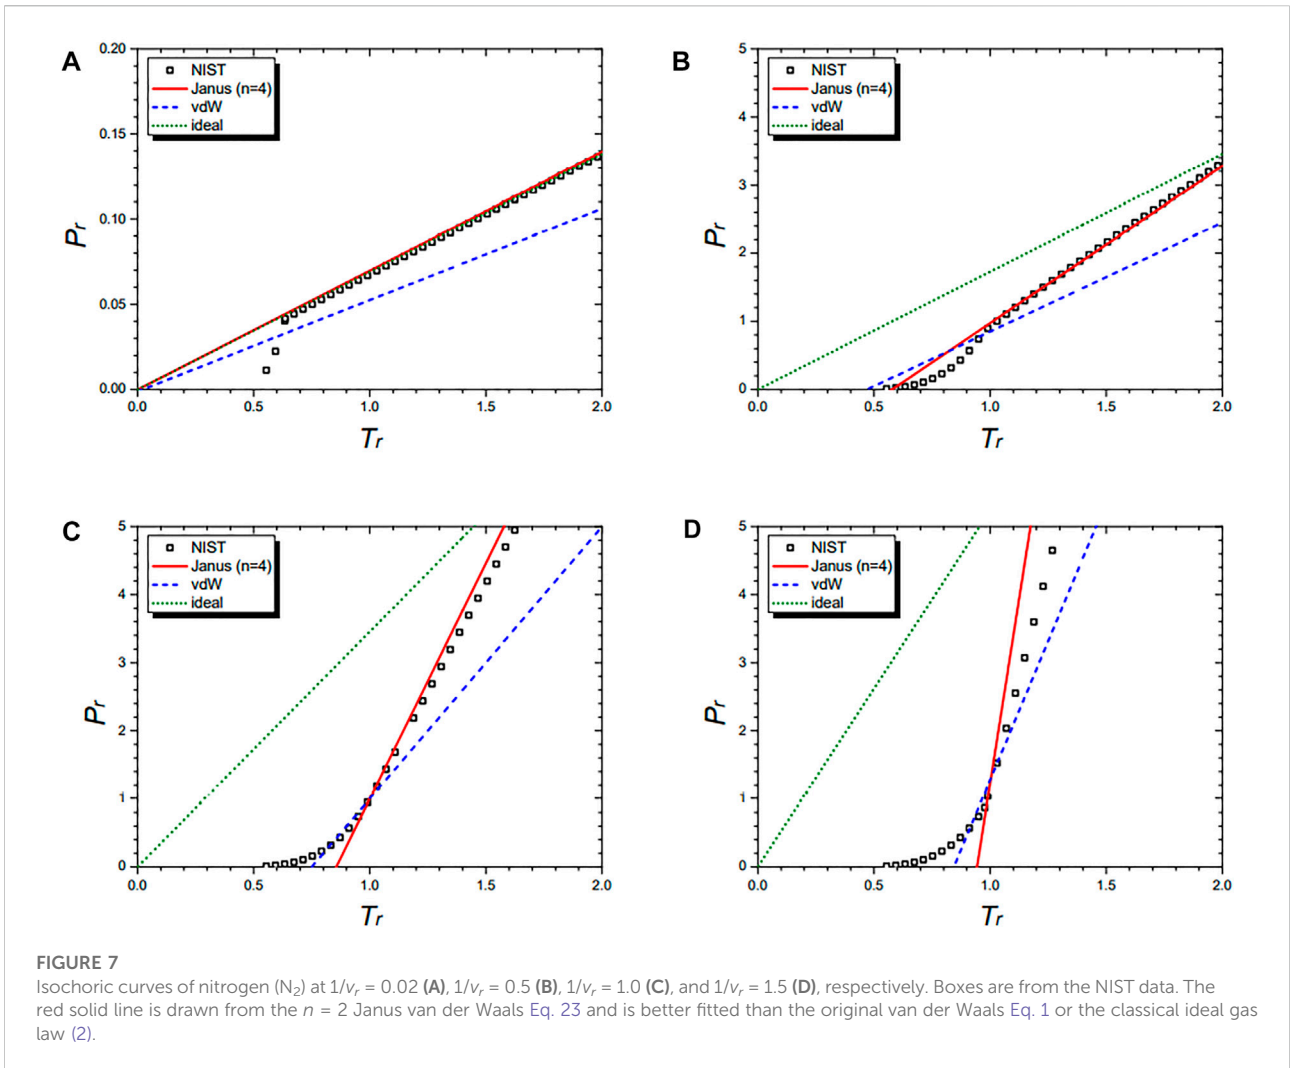 A
0.20
0.15
0.10
0.05
0.00
Pr
NIST
Janus (n=4)
vdW
ideal
0.0 0.5 1.0 1.5 2.0
Tr
B
5
4
3
2
1
0
Pr
NIST
Janus (n=4)
vdW
ideal
0.0 0.5 1.0 1.5 2.0
Tr
C
5
4
3
2
1
0
Pr
NIST
Janus (n=4)
vdW
ideal
0.0 0.5 1.0 1.5 2.0
Tr
D
5
4
3
2
1
0
Pr
NIST
Janus (n=4)
vdW
ideal
0.0 0.5 1.0 1.5 2.0
Tr
FIGURE 7
Isochoric curves of nitrogen (N₂) at 1/vr = 0.02 (A), 1/vr = 0.5 (B), 1/vr = 1.0 (C), and 1/vr = 1.5 (D), respectively. Boxes are from the NIST data. The
red solid line is drawn from the n = 2 Janus van der Waals Eq. 23 and is better fitted than the original van der Waals Eq. 1 or the classical ideal gas
law (2).